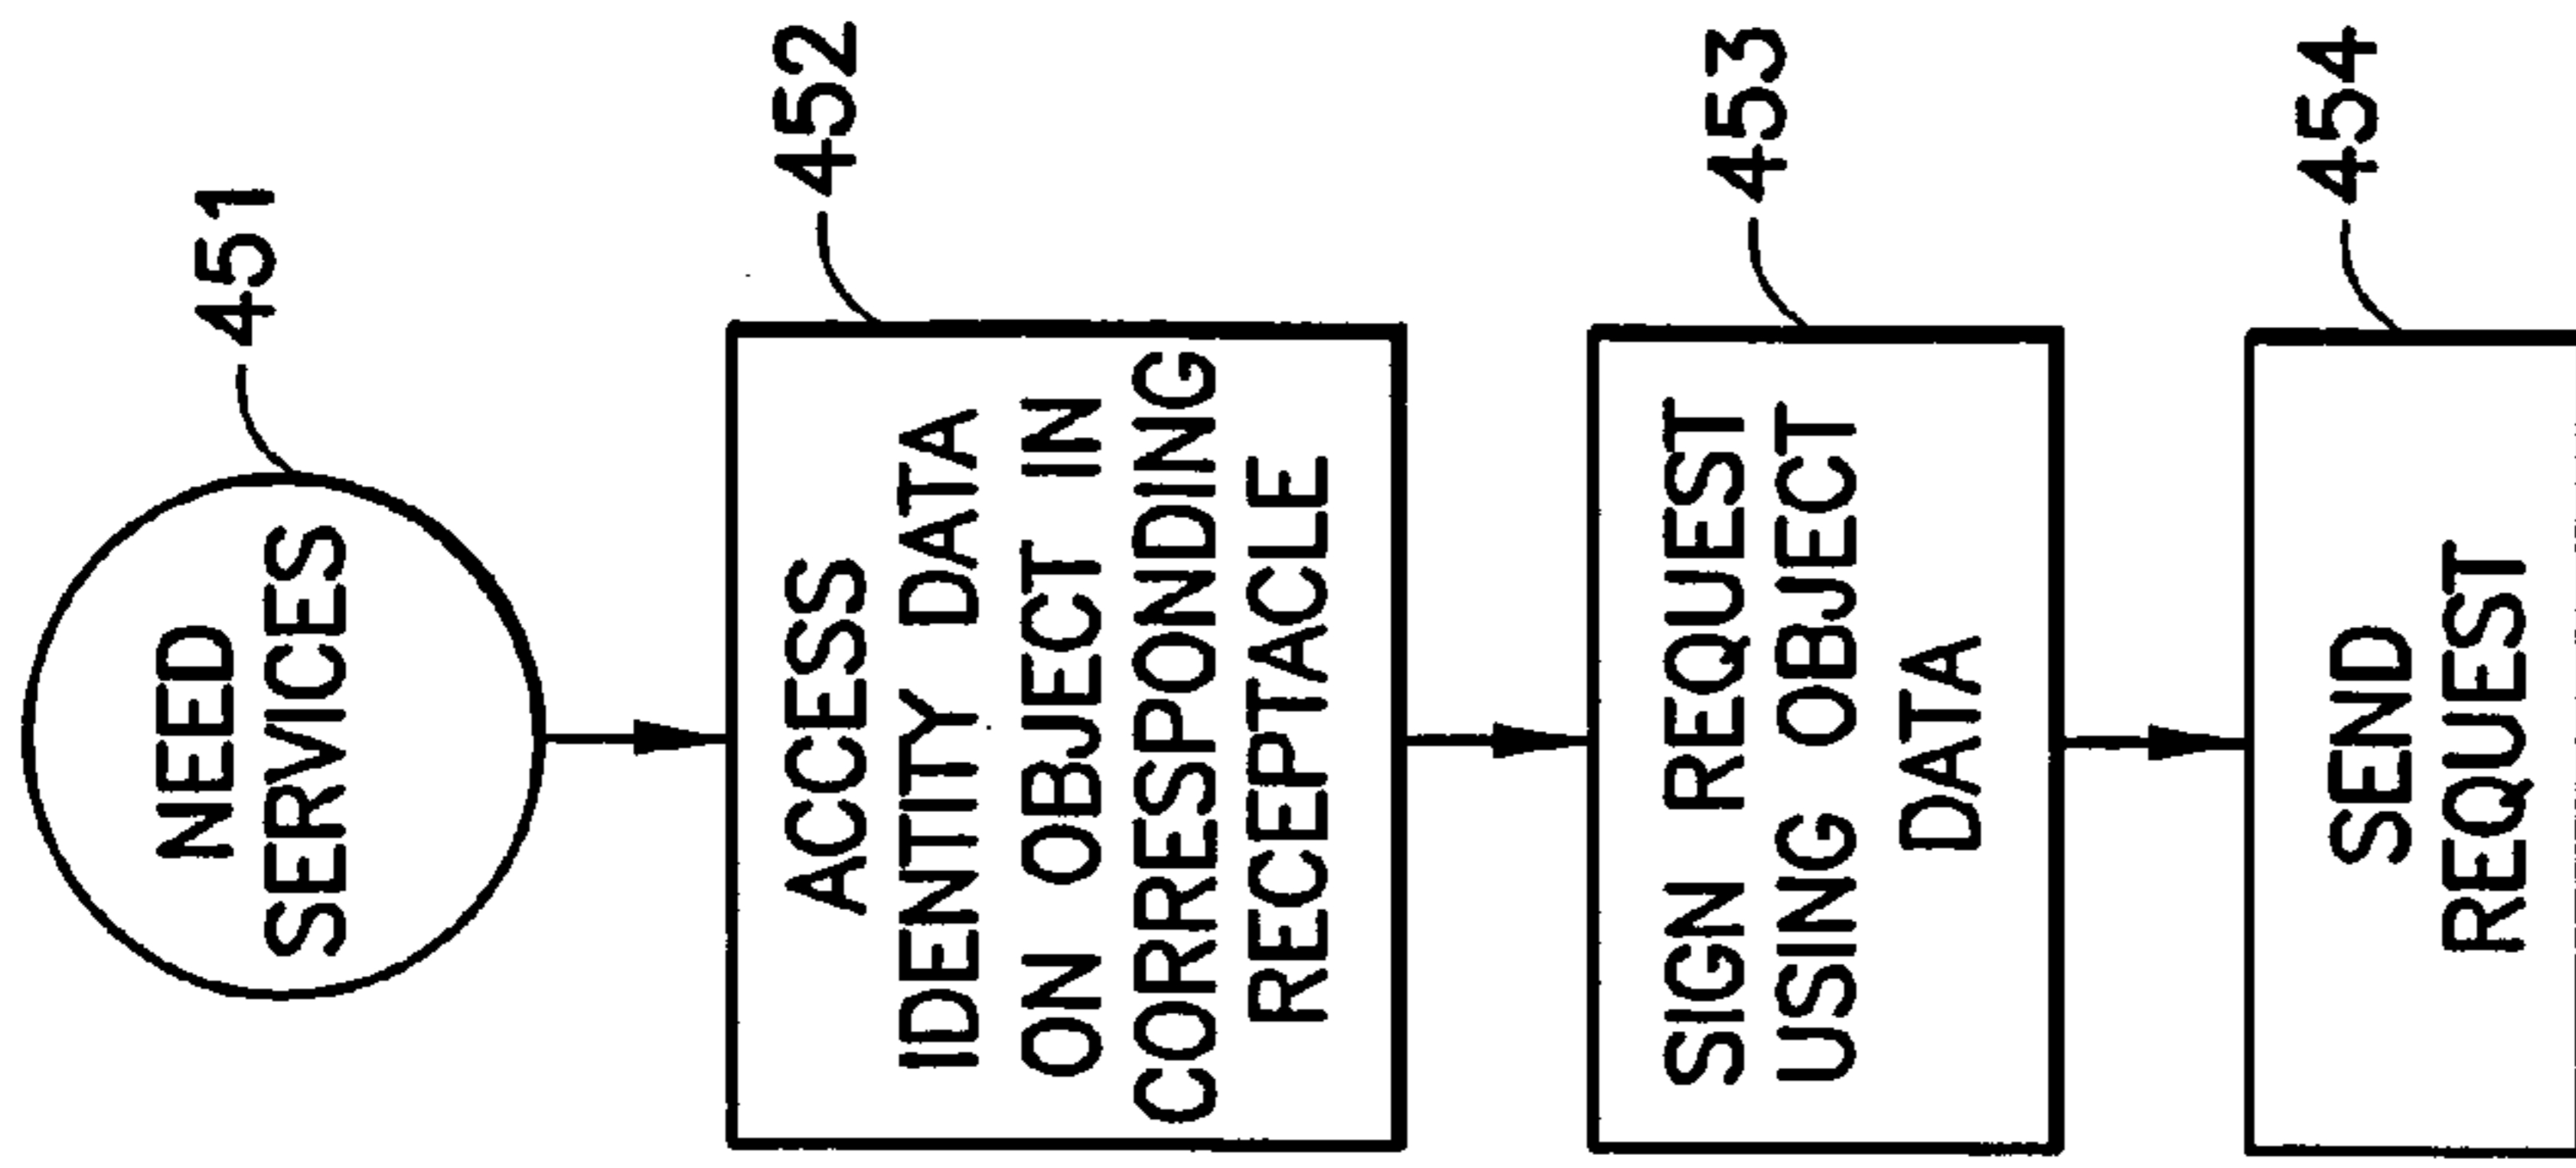 NEED
SERVICES
451
ACCESS
IDENTITY DATA
ON OBJECT IN
CORRESPONDING
RECEPTACLE
452
SIGN REQUEST
USING OBJECT
DATA
453
SEND
REQUEST
454